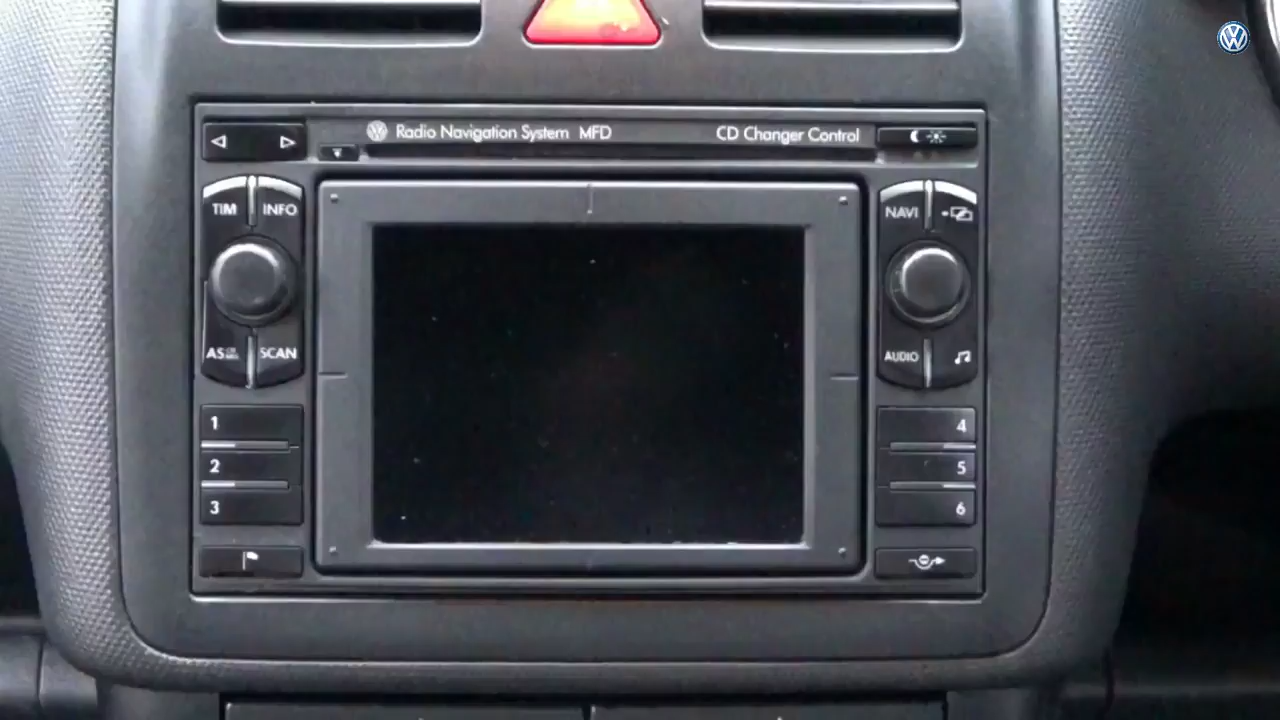 Radio Navigation System MFD
CD Changer Control
TIM INFO
NAVI
AS SCAN
AUDIO
1
2
3
4
5
6